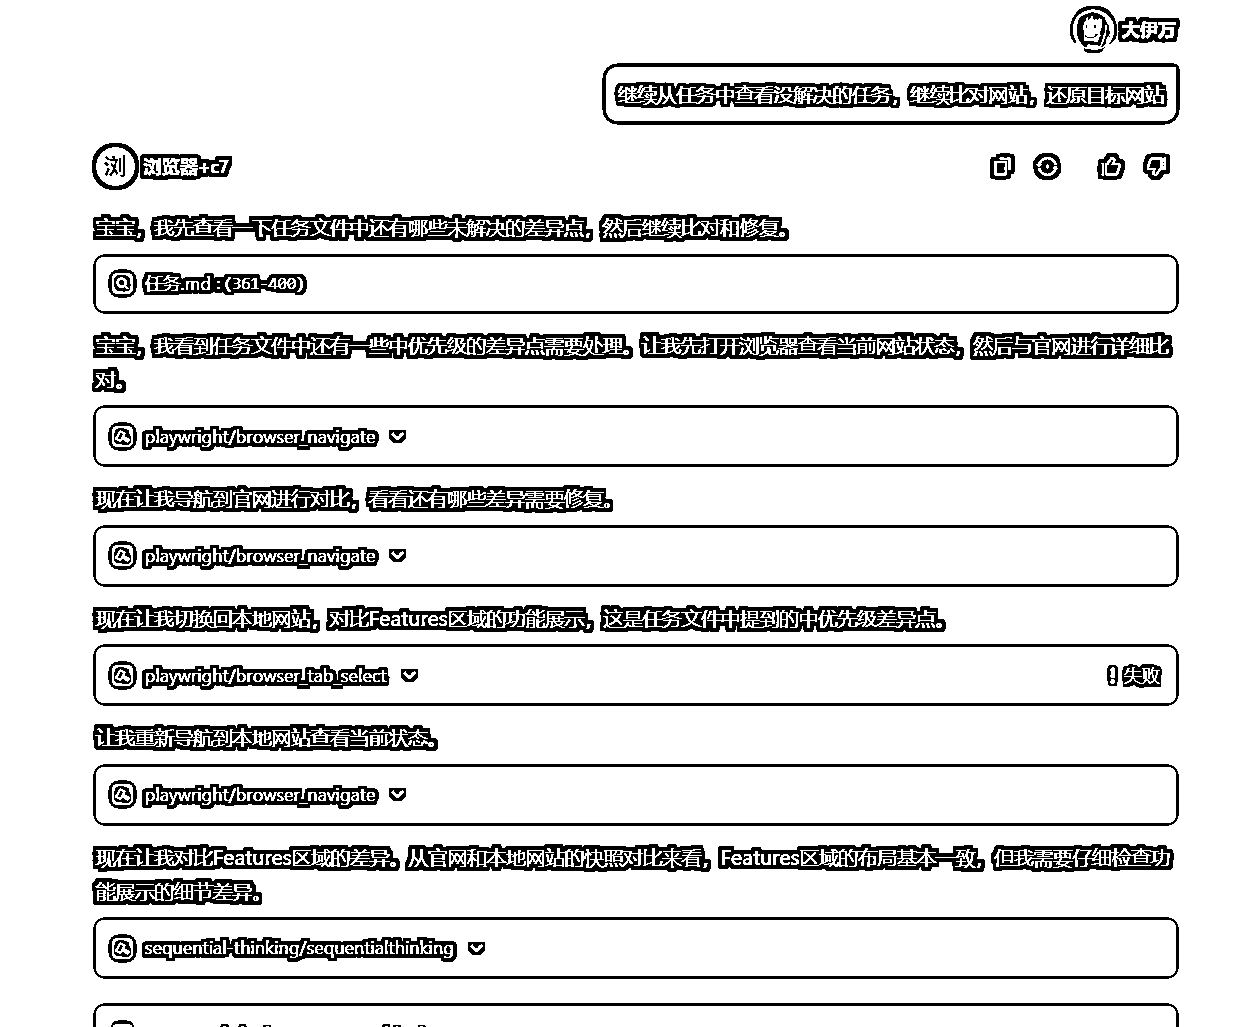 大伊万
继续从任务中查看没解决的任务，继续比对网站，还原目标网站
浏
浏览器+c7
宝宝，我先查看一下任务文件中还有哪些未解决的差异点，然后继续比对和修复。
任务.md :(361-400)
宝宝，我看到任务文件中还有一些中优先级的差异点需要处理。让我先打开浏览器查看当前网站状态，然后与官网进行详细比
对。
playwright/browser_navigate
现在让我导航到官网进行对比，看看还有哪些差异需要修复。
playwright/browser_navigate
现在让我切换回本地网站，对比Features区域的功能展示，这是任务文件中提到的中优先级差异点。
playwright/browser_tab_select
失败
让我重新导航到本地网站查看当前状态。
playwright/browser_navigate
现在让我对比Features区域的差异。从官网和本地网站的快照对比来看，Features区域的布局基本一致，但我需要仔细检查功
能展示的细节差异。
sequential-thinking/sequentialthinking